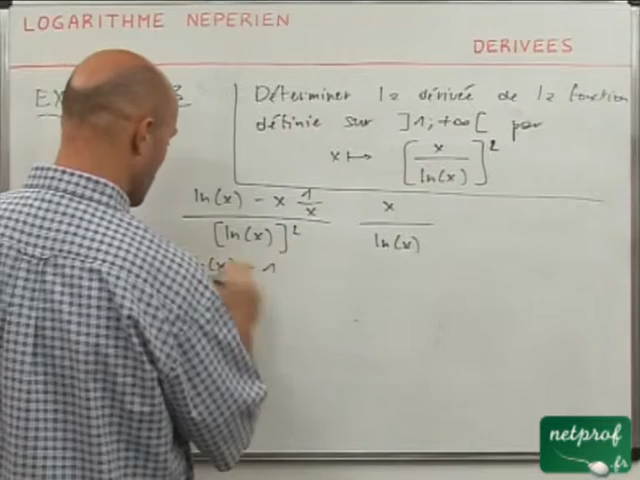 LOGARITHME NEPERIEN
DERIVEES
Déterminer la dérivée de la fonction
définie sur ]1;+∞[ par
x ↦ [x / ln(x)]²
(ln(x) - x 1/x) / [ln(x)]² x / ln(x)
(x) - 1
netprof
.fr